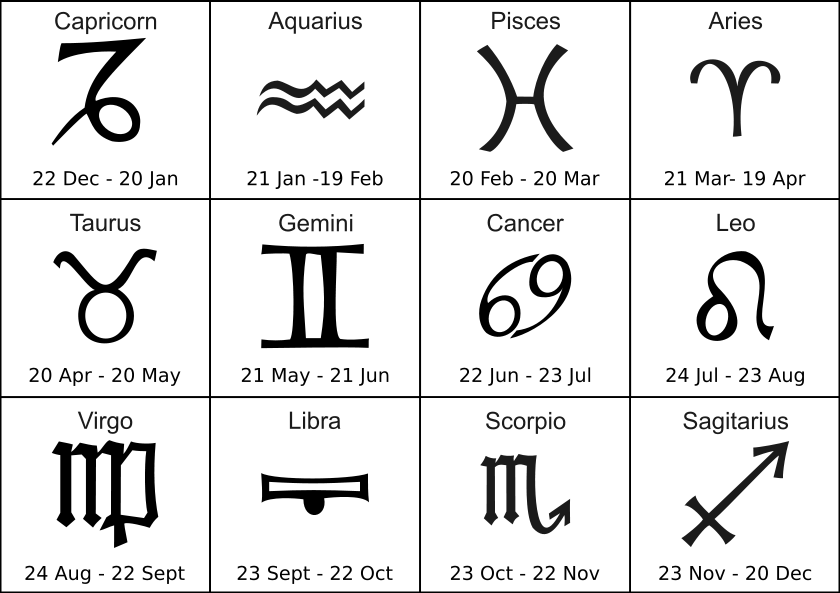 Capricorn
22 Dec - 20 Jan
Aquarius
21 Jan -19 Feb
Pisces
20 Feb - 20 Mar
Aries
21 Mar- 19 Apr
Taurus
20 Apr - 20 May
Gemini
21 May - 21 Jun
Cancer
22 Jun - 23 Jul
Leo
24 Jul - 23 Aug
Virgo
24 Aug - 22 Sept
Libra
23 Sept - 22 Oct
Scorpio
23 Oct - 22 Nov
Sagitarius
23 Nov - 20 Dec